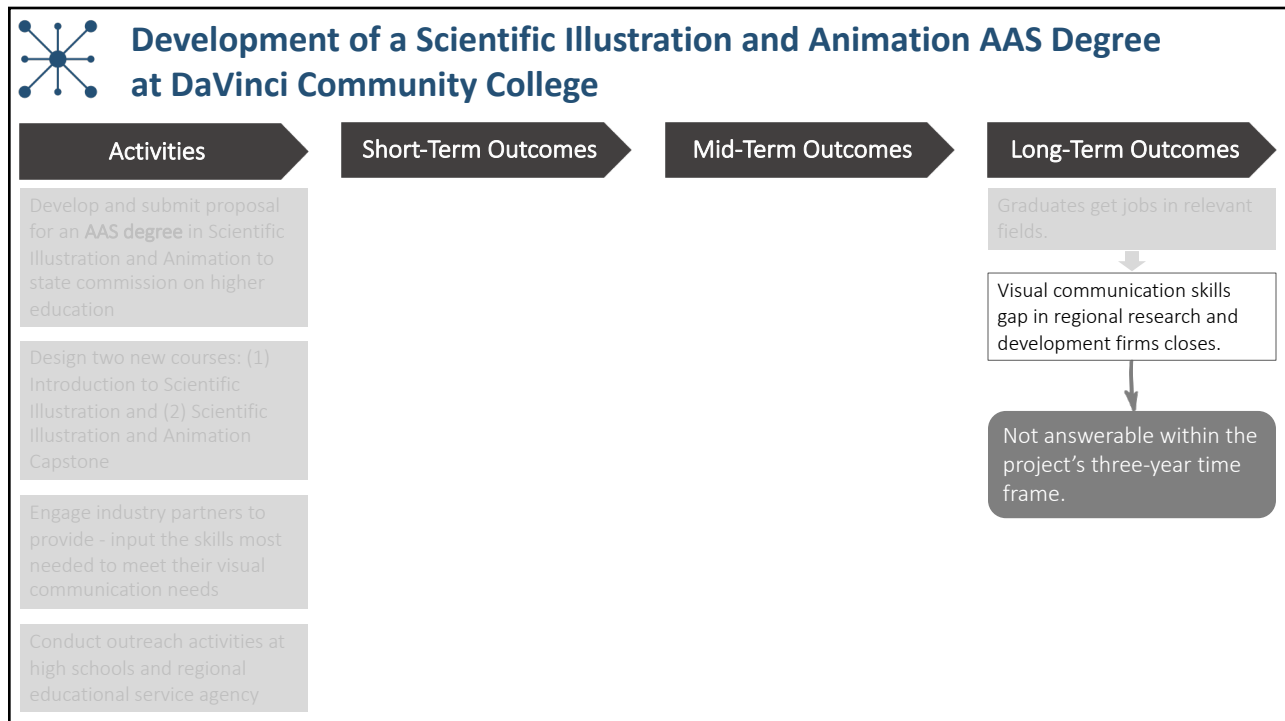 Development of a Scientific Illustration and Animation AAS Degree
at DaVinci Community College
Activities
Short-Term Outcomes
Mid-Term Outcomes
Long-Term Outcomes
Develop and submit proposal
for an AAS degree in Scientific
Illustration and Animation to
state commission on higher
education
Design two new courses: (1)
Introduction to Scientific
Illustration and (2) Scientific
Illustration and Animation
Capstone
Engage industry partners to
provide - input the skills most
needed to meet their visual
communication needs
Conduct outreach activities at
high schools and regional
educational service agency
Graduates get jobs in relevant
fields.
Visual communication skills
gap in regional research and
development firms closes.
Not answerable within the
project's three-year time
frame.